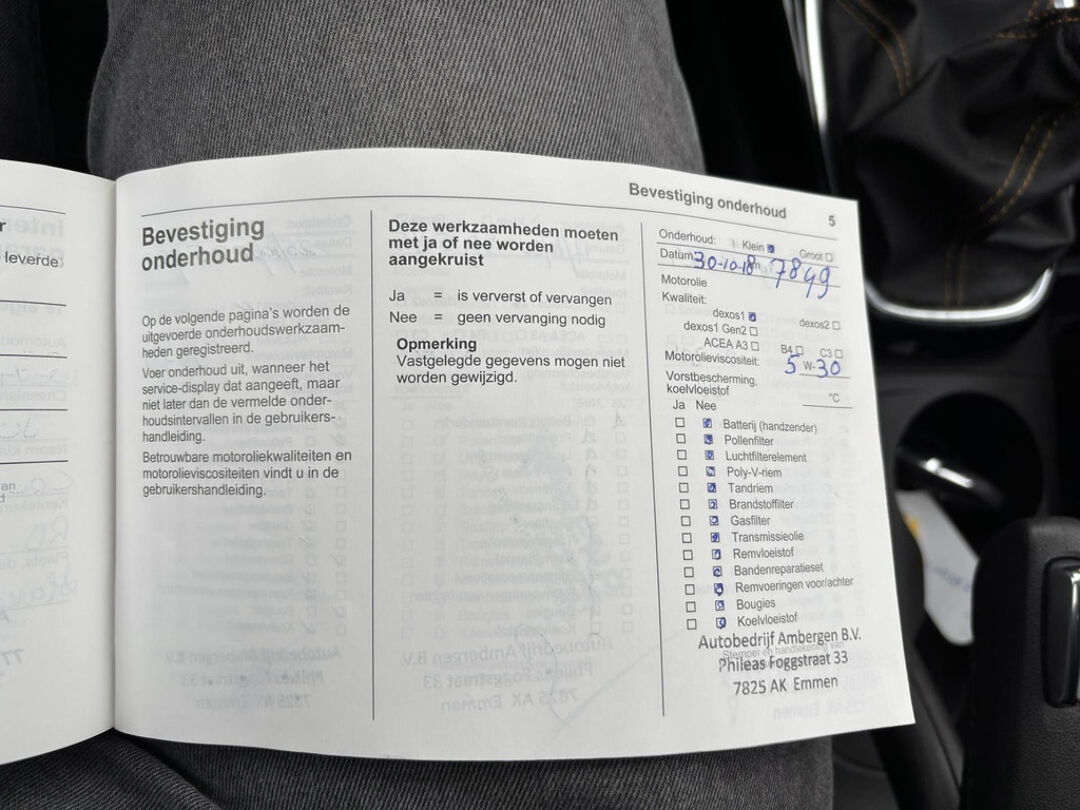 leverde
Bevestiging onderhoud 5
Bevestiging
onderhoud
Op de volgende pagina's worden de
uitgevoerde onderhoudswerkzaam-
heden geregistreerd.
Voer onderhoud uit, wanneer het
service-display dat aangeeft, maar
niet later dan de vermelde onder-
houdsintervallen in de gebruikers-
handleiding.
Betrouwbare motoroliekwaliteiten en
motorolieviscositeiten vindt u in de
gebruikershandleiding.
Deze werkzaamheden moeten
met ja of nee worden
aangekruist
Ja = is ververst of vervangen
Nee = geen vervanging nodig
Opmerking
Vastgelegde gegevens mogen niet
worden gewijzigd.
Onderhoud: Klein Groot
Datum 30-10-18 7849
Motorolie
Kwaliteit:
dexos1 dexos2
dexos1 Gen2
ACEA A3 B4 C3
Motorolieviscositeit: 5 W-30
Vorstbescherming,
koelvloeistof °C
Ja Nee
Batterij (handzender)
Pollenfilter
Luchtfilterelement
Poly-V-riem
Tandriem
Brandstoffilter
Gasfilter
Transmissieolie
Remvloeistof
Bandenreparatieset
Remvoeringen voor/achter
Bougies
Koelvloeistof
Autobedrijf Ambergen B.V.
Stempel en handtekening van
Phileas Foggstraat 33
7825 AK Emmen